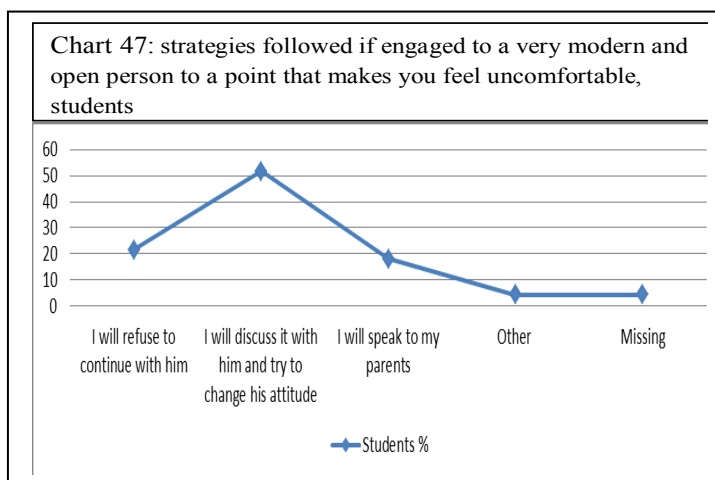 Chart 47: strategies followed if engaged to a very modern and
open person to a point that makes you feel uncomfortable,
students
60
50
40
30
20
10
0
I will refuse to
continue with him
I will discuss it with
him and try to
change his attitude
I will speak to my
parents
Other
Missing
Students %